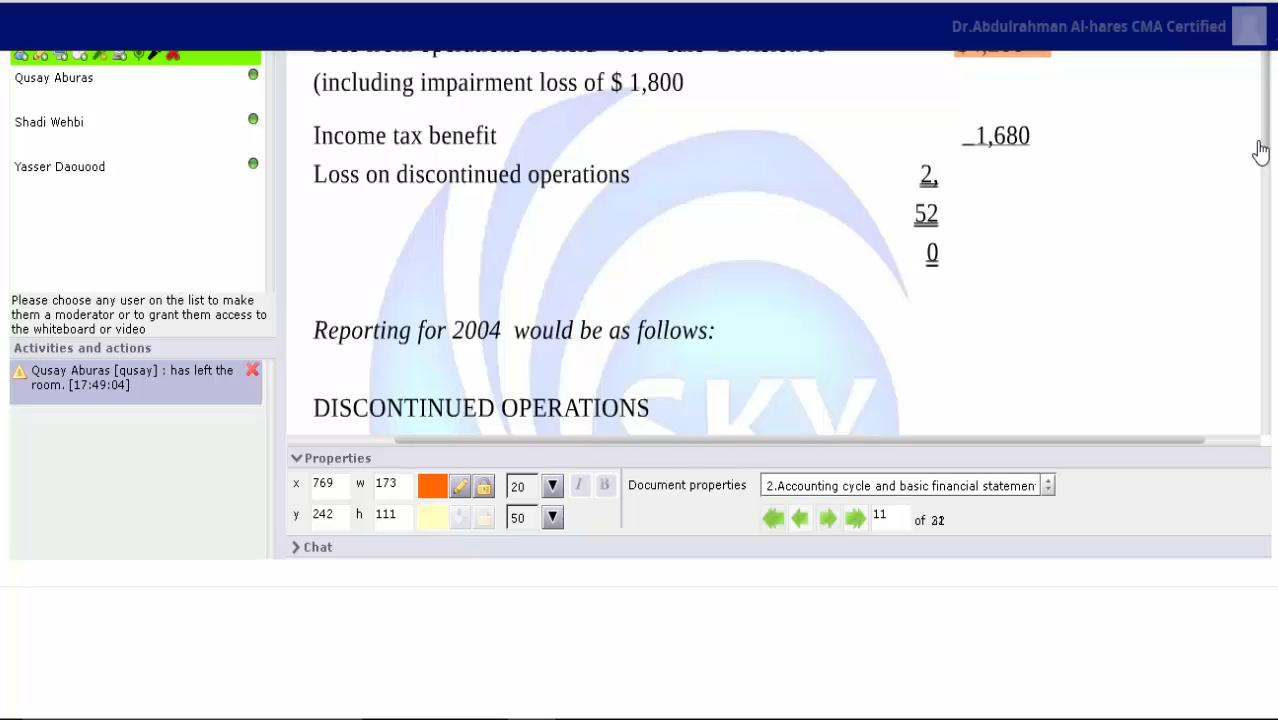 Dr.Abdulrahman Al-hares CMA Certified
Qusay Aburas
Shadi Wehbi
Yasser Daouood
Please choose any user on the list to make
them a moderator or to grant them access to
the whiteboard or video
Activities and actions
Qusay Aburas [qusay] : has left the
room. [17:49:04]
(including impairment loss of $ 1,800
Income tax benefit _1,680
Loss on discontinued operations 2,
52
0
Reporting for 2004 would be as follows:
DISCONTINUED OPERATIONS
SKY
Properties
x 769 w 173 20 I B Document properties 2.Accounting cycle and basic financial statemen
y 242 h 111 50 11 of
Chat